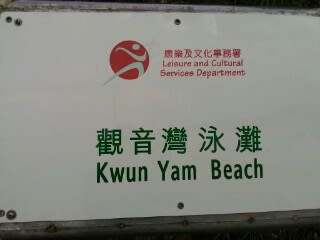 康樂及文化事務署
Leisure and Cultural
Services Department
觀音灣泳灘
Kwun Yam Beach